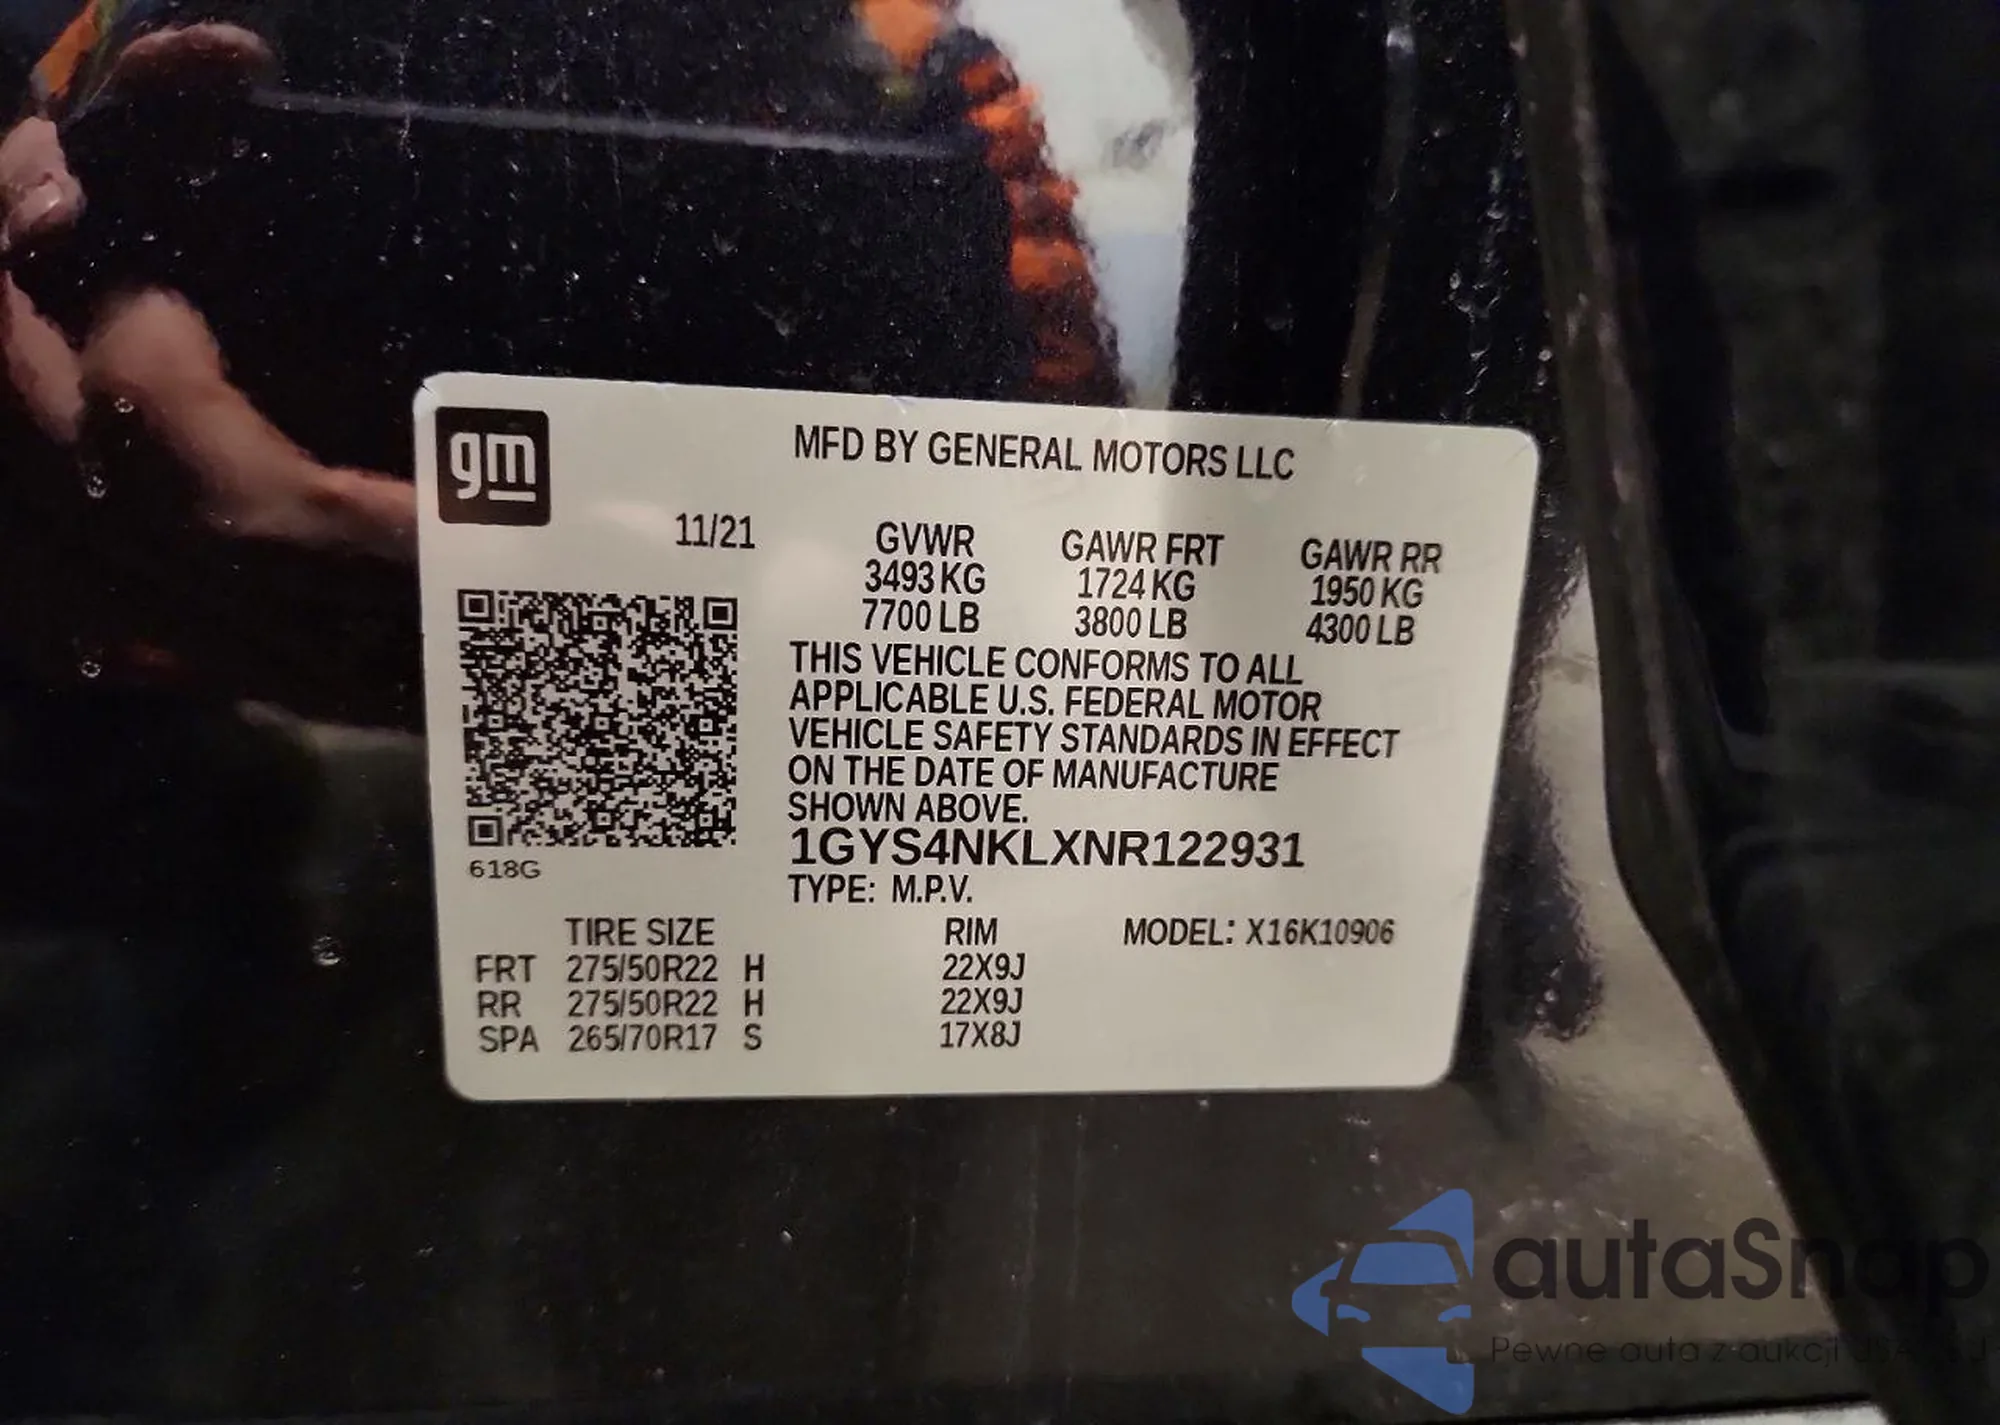 gm
MFD BY GENERAL MOTORS LLC
11/21
GVWR GAWR FRT GAWR RR
3493 KG 1724 KG 1950 KG
7700 LB 3800 LB 4300 LB
THIS VEHICLE CONFORMS TO ALL
APPLICABLE U.S. FEDERAL MOTOR
VEHICLE SAFETY STANDARDS IN EFFECT
ON THE DATE OF MANUFACTURE
SHOWN ABOVE.
1GYS4NKLXNR122931
618G
TYPE: M.P.V.
TIRE SIZE RIM MODEL: X16K10906
FRT 275/50R22 H 22X9J
RR 275/50R22 H 22X9J
SPA 265/70R17 S 17X8J
autaSnap
Pewne auta z aukcji